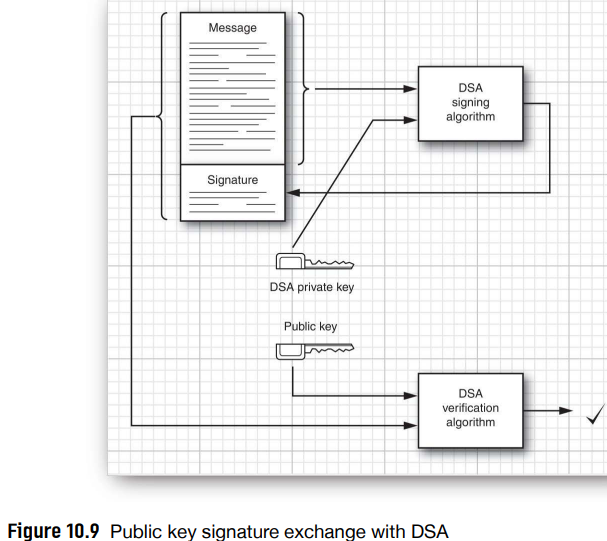 Message
DSA
signing
algorithm
Signature
DSA private key
Public key
DSA
verification
algorithm
Figure 10.9 Public key signature exchange with DSA